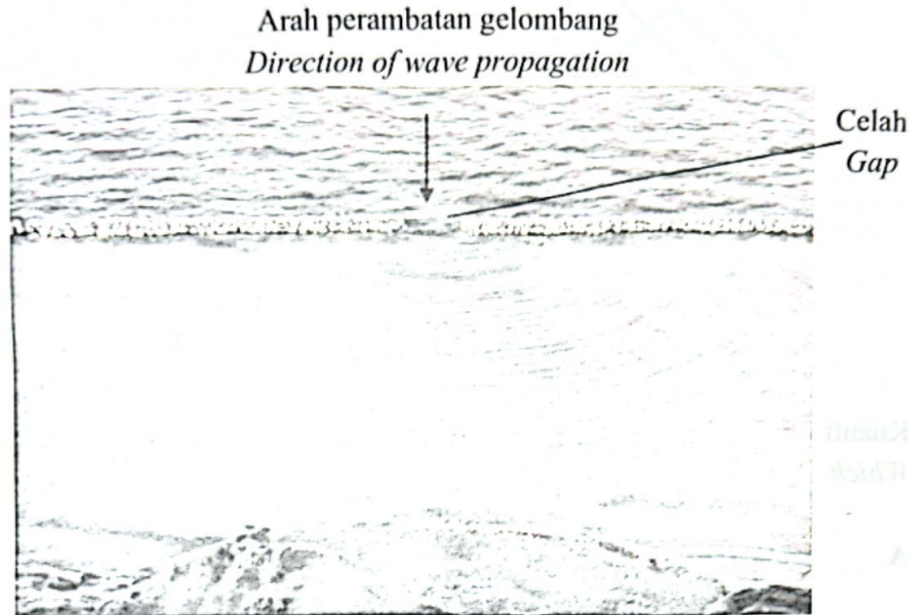 Arah perambatan gelombang
Direction of wave propagation
Celah
Gap